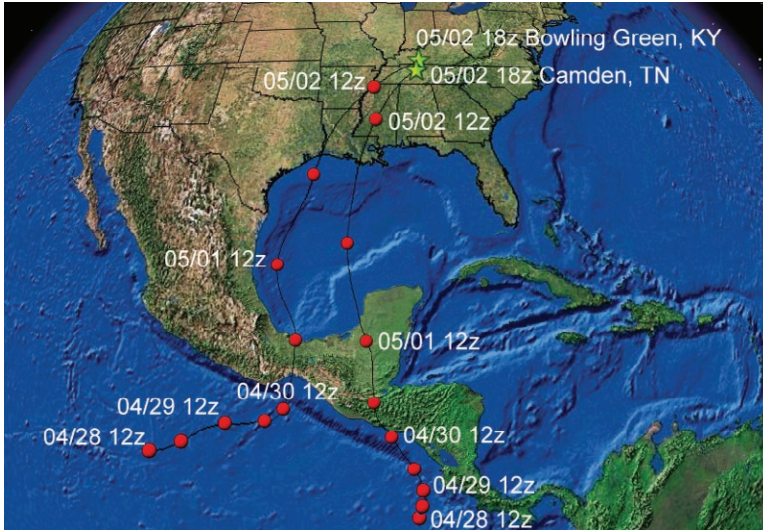 05/02 18z Bowling Green, KY
05/02 12z
05/02 18z Camden, TN
05/02 12z
05/01 12z
05/01 12z
04/30 12z
04/29 12z
04/28 12z
04/30 12z
04/29 12z
04/28 12z